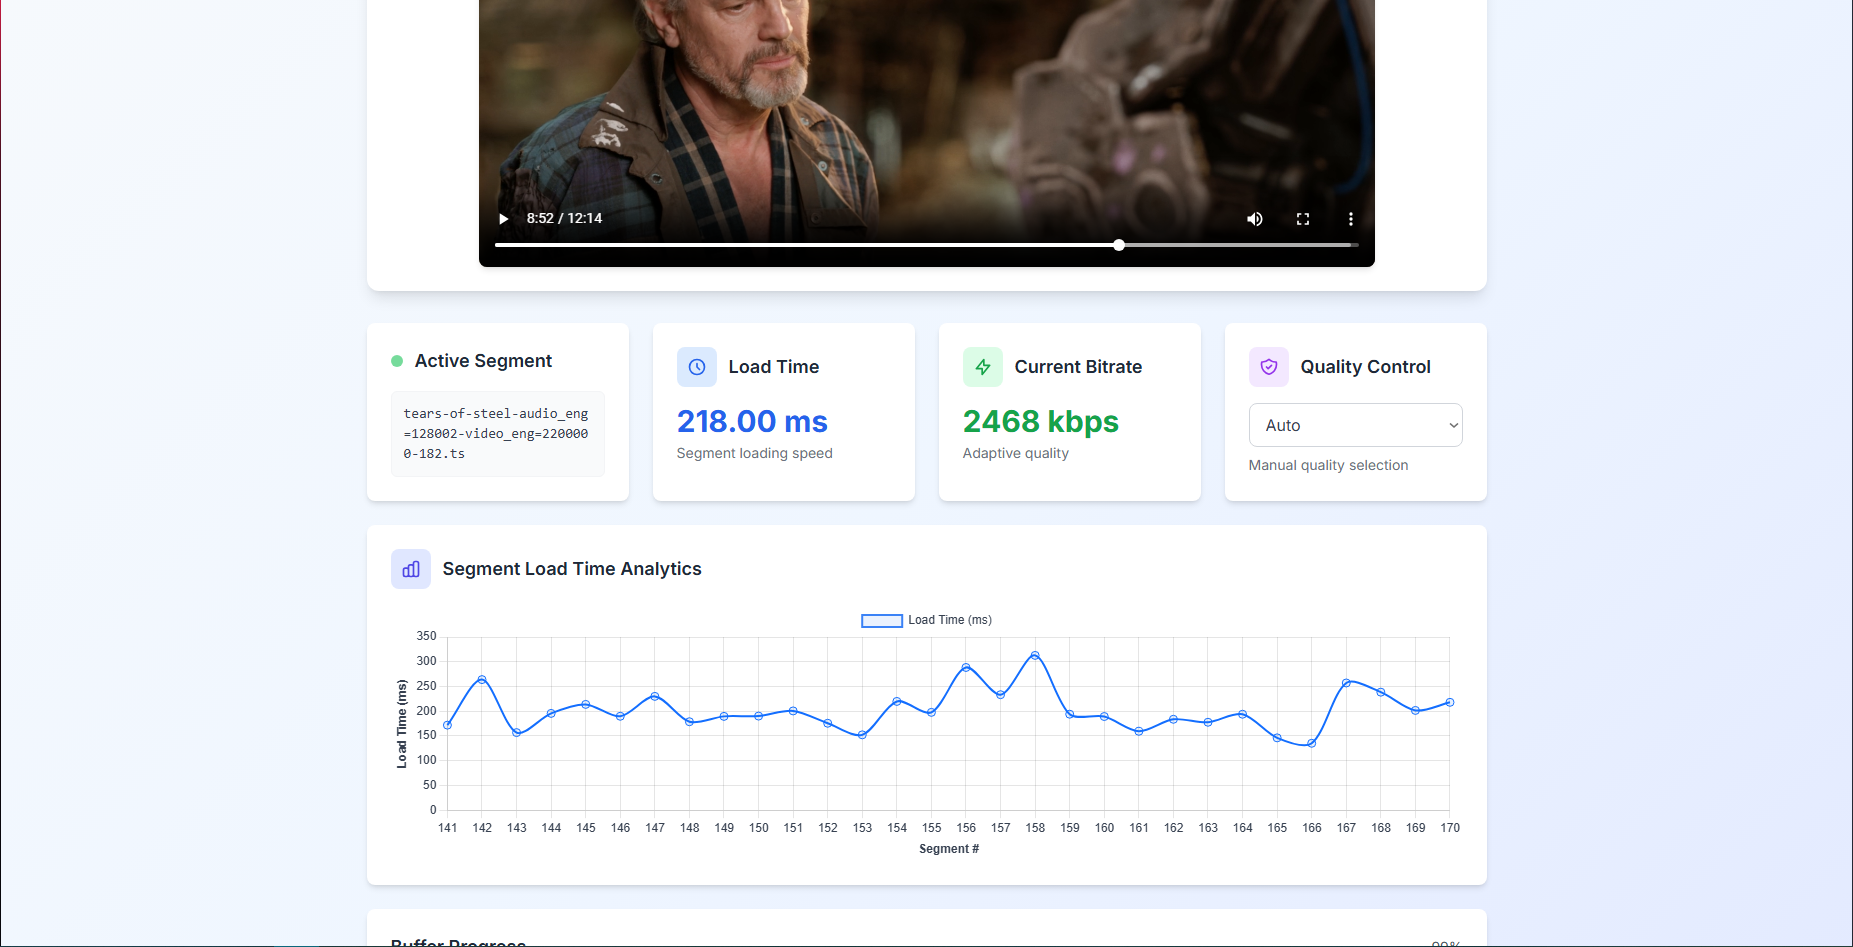 8:52 / 12:14
Active Segment
tears-of-steel-audio_eng
=128002-video_eng=220000
0-182.ts
Load Time
218.00 ms
Segment loading speed
Current Bitrate
2468 kbps
Adaptive quality
Quality Control
Auto
Manual quality selection
Segment Load Time Analytics
Load Time (ms)
Load Time (ms)
350
300
250
200
150
100
50
0
141 142 143 144 145 146 147 148 149 150 151 152 153 154 155 156 157 158 159 160 161 162 163 164 165 166 167 168 169 170
Segment #
Buffer Progress